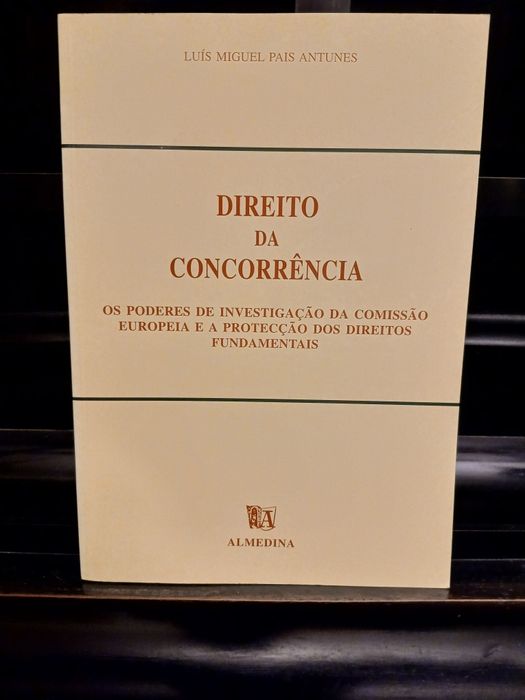 LUÍS MIGUEL PAIS ANTUNES
DIREITO
DA
CONCORRÊNCIA
OS PODERES DE INVESTIGAÇÃO DA COMISSÃO
EUROPEIA E A PROTECÇÃO DOS DIREITOS
FUNDAMENTAIS
A
ALMEDINA